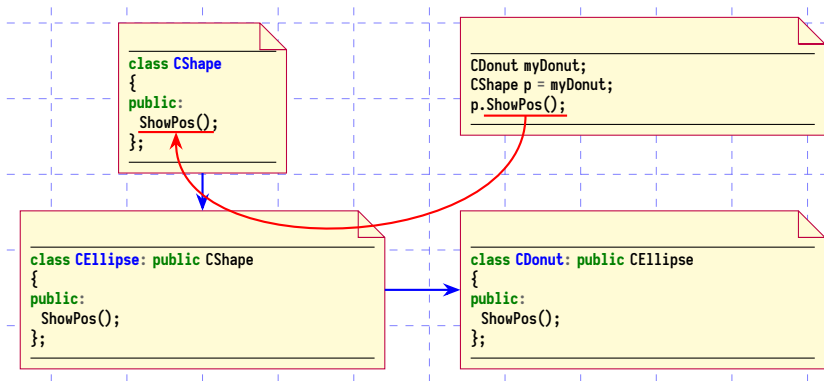 class CShape
{
public:
ShowPos();
};
CDonut myDonut;
CShape p = myDonut;
p.ShowPos();
class CEllipse: public CShape
{
public:
ShowPos();
};
class CDonut: public CEllipse
{
public:
ShowPos();
};